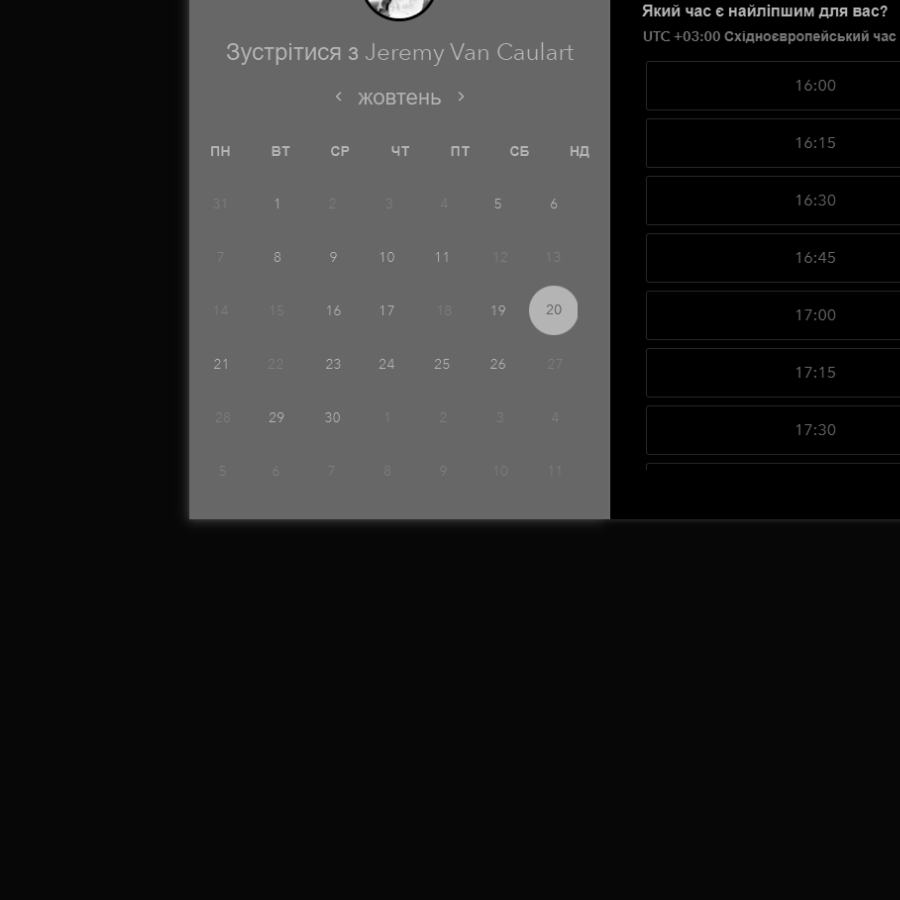 Зустрітися з Jeremy Van Caulart
жовтень
ПН ВТ СР ЧТ ПТ СБ НД
31 1 2 3 4 5 6
7 8 9 10 11 12 13
14 15 16 17 18 19 20
21 22 23 24 25 26 27
28 29 30 1 2 3 4
5 6 7 8 9 10 11
Який час є найліпшим для вас?
UTC +03:00 Східноєвропейський час
16:00
16:15
16:30
16:45
17:00
17:15
17:30